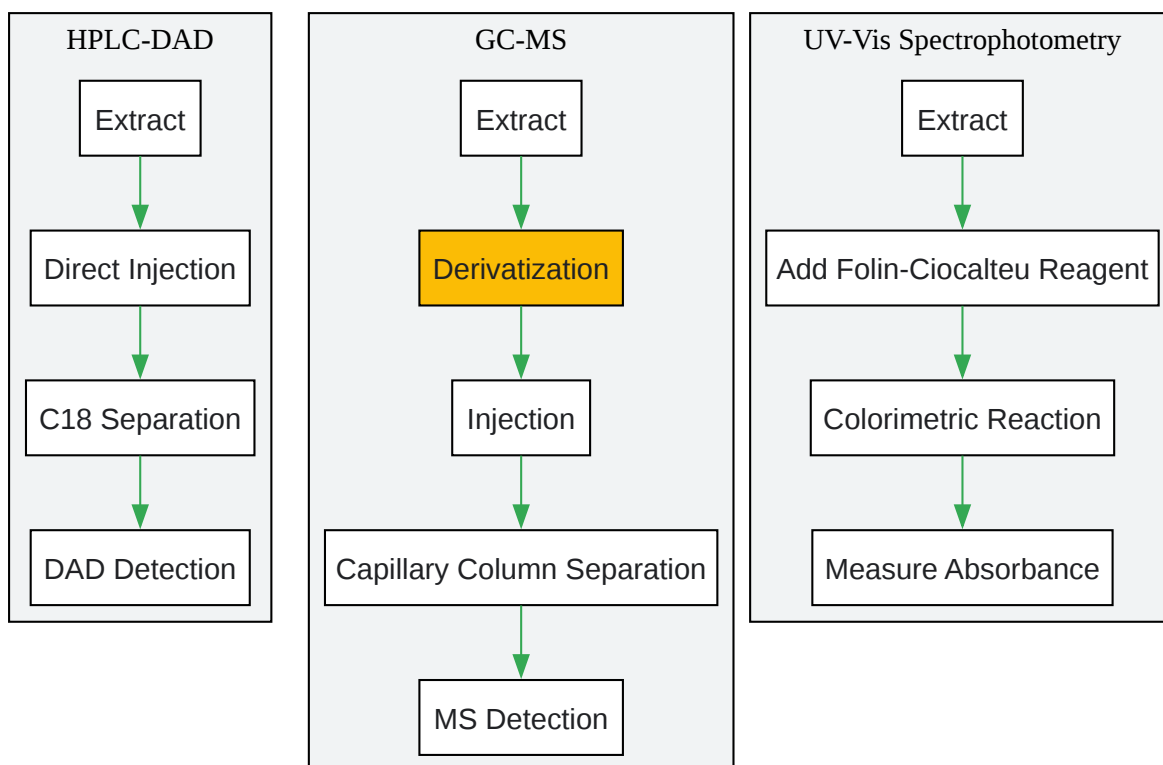 HPLC-DAD
Extract
Direct Injection
C18 Separation
DAD Detection
GC-MS
Extract
Derivatization
Injection
Capillary Column Separation
MS Detection
UV-Vis Spectrophotometry
Extract
Add Folin-Ciocalteu Reagent
Colorimetric Reaction
Measure Absorbance